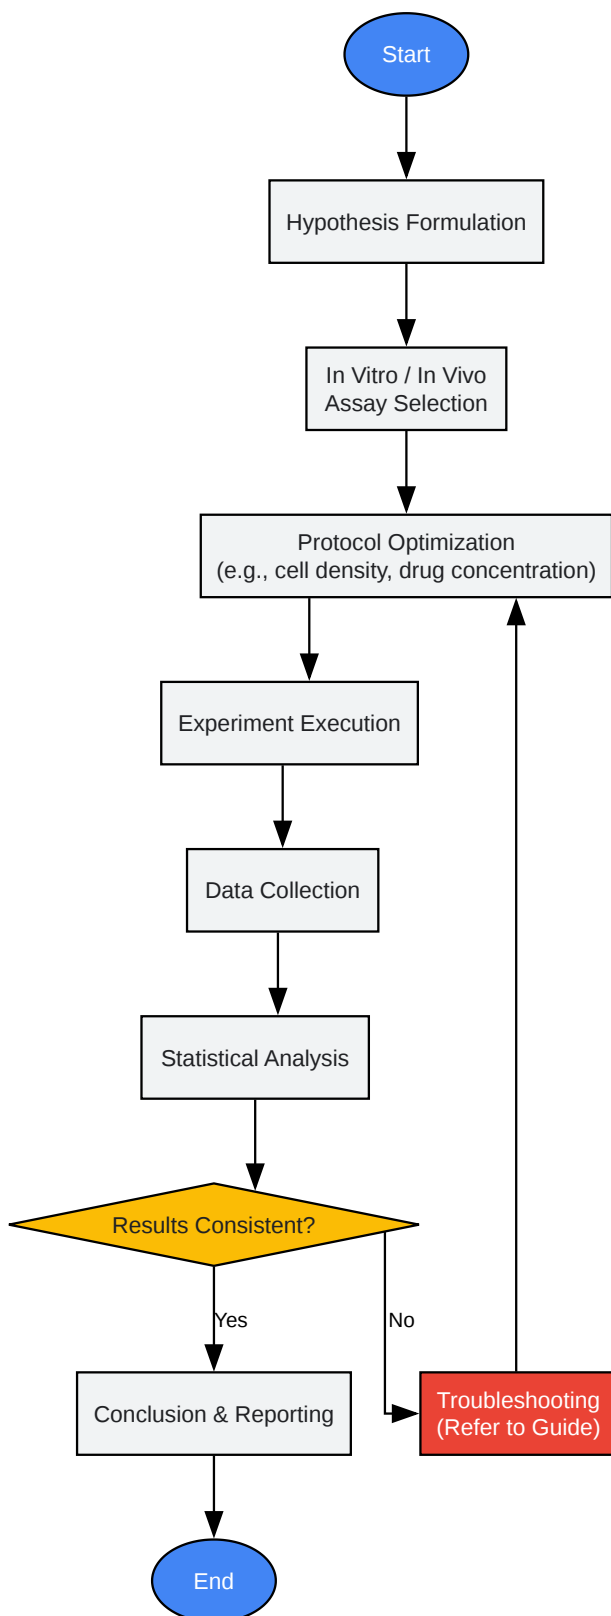 Start
Hypothesis Formulation
In Vitro / In Vivo
Assay Selection
Protocol Optimization
(e.g., cell density, drug concentration)
Experiment Execution
Data Collection
Statistical Analysis
Results Consistent?
Yes
No
Conclusion & Reporting
Troubleshooting
(Refer to Guide)
End